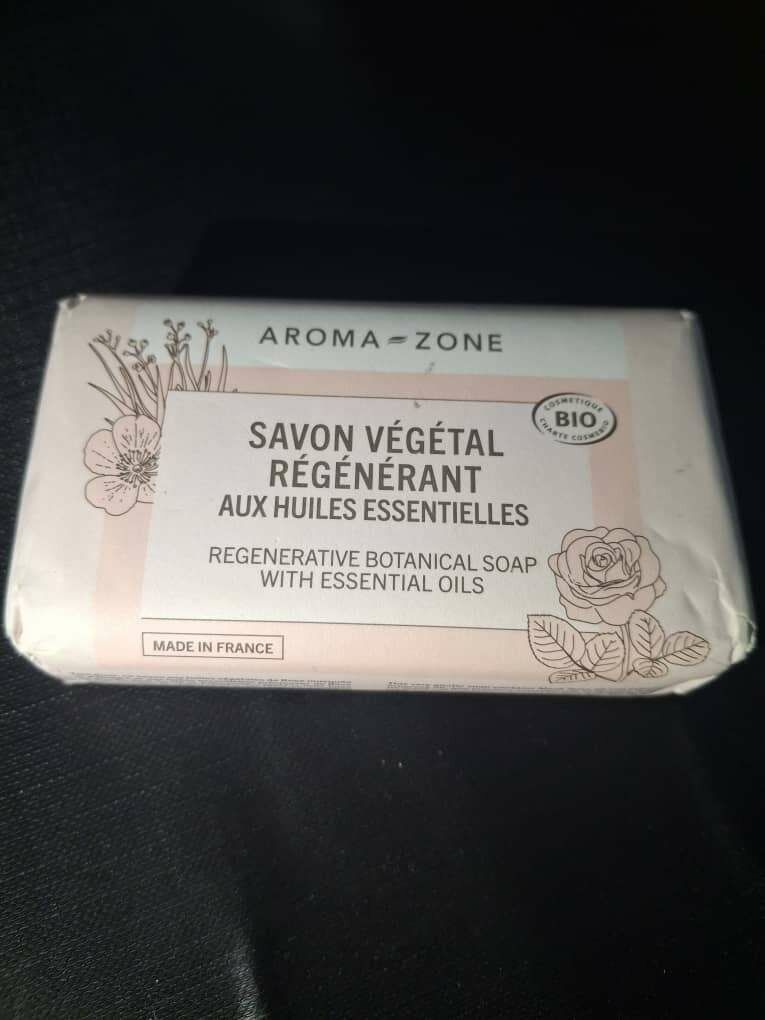 AROMA-ZONE
COSMETIQUE
BIO
CHARTE COSMEBIO
SAVON VÉGÉTAL
RÉGÉNÉRANT
AUX HUILES ESSENTIELLES
REGENERATIVE BOTANICAL SOAP
WITH ESSENTIAL OILS
MADE IN FRANCE